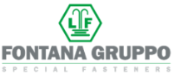 LF
FONTANA GRUPPO
SPECIAL FASTENERS